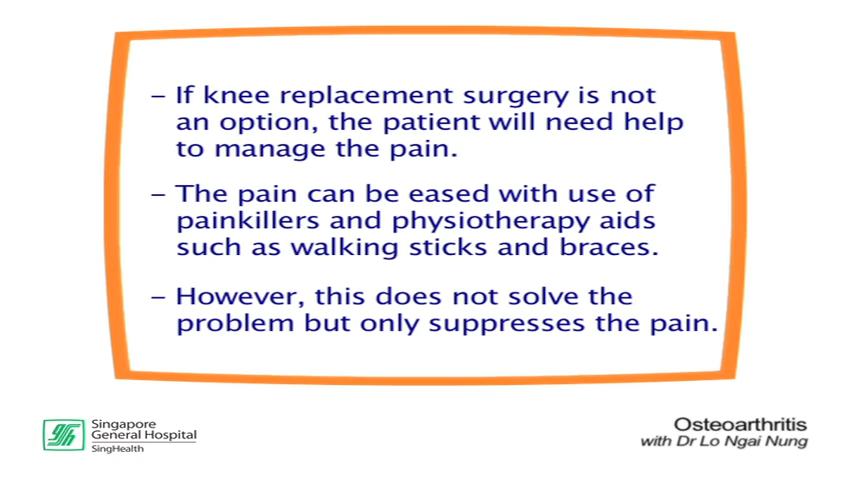 – If knee replacement surgery is not
an option, the patient will need help
to manage the pain.
– The pain can be eased with use of
painkillers and physiotherapy aids
such as walking sticks and braces.
– However, this does not solve the
problem but only suppresses the pain.
Singapore
General Hospital
SingHealth
Osteoarthritis
with Dr Lo Ngai Nung